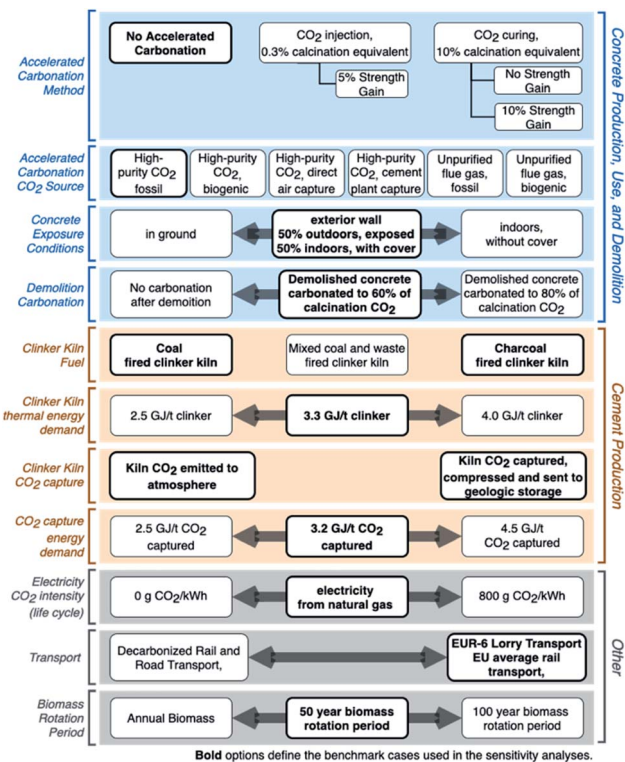 Accelerated
Carbonation
Method
No Accelerated
Carbonation
CO2 injection,
0.3% calcination equivalent
5% Strength
Gain
CO2 curing,
10% calcination equivalent
No Strength
Gain
10% Strength
Gain
Accelerated
Carbonation
CO2 Source
High-
purity CO2
fossil
High-purity
CO2,
biogenic
High-purity
CO2, direct
air capture
High-purity
CO2, cement
plant capture
Unpurified
flue gas,
fossil
Unpurified
flue gas,
biogenic
Concrete
Exposure
Conditions
in ground
exterior wall
50% outdoors, exposed
50% indoors, with cover
indoors,
without cover
Demolition
Carbonation
No carbonation
after demoition
Demolished concrete
carbonated to 60% of
calcination CO2
Demolished concrete
carbonated to 80% of
calcination CO2
Concrete Production, Use, and Demolition
Clinker Kiln
Fuel
Coal
fired clinker kiln
Mixed coal and waste
fired clinker kiln
Charcoal
fired clinker kiln
Clinker Kiln
thermal energy
demand
2.5 GJ/t clinker
3.3 GJ/t clinker
4.0 GJ/t clinker
Clinker Kiln
CO2 capture
Kiln CO2 emitted to
atmosphere
Kiln CO2 captured,
compressed and sent to
geologic storage
CO2 capture
energy
demand
2.5 GJ/t CO2
captured
3.2 GJ/t CO2
captured
4.5 GJ/t
CO2 captured
Cement Production
Electricity
CO2 intensity
(life cycle)
0 g CO2/kWh
electricity
from natural gas
800 g CO2/kWh
Transport
Decarbonized Rail and
Road Transport,
EUR-6 Lorry Transport
EU average rail
transport,
Biomass
Rotation
Period
Annual Biomass
50 year biomass
rotation period
100 year biomass
rotation period
Other
Bold options define the benchmark cases used in the sensitivity analyses.